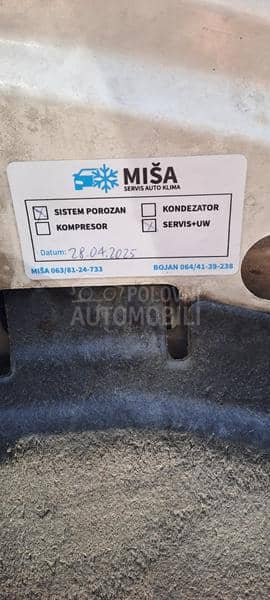 MIŠA
SERVIS AUTO KLIMA
SISTEM POROZAN
KONDEZATOR
KOMPRESOR
SERVIS+UW
Datum: 28.04.2025
MIŠA 063/81-24-733
BOJAN 064/41-39-238
POLOVNI
AUTOMOBILI